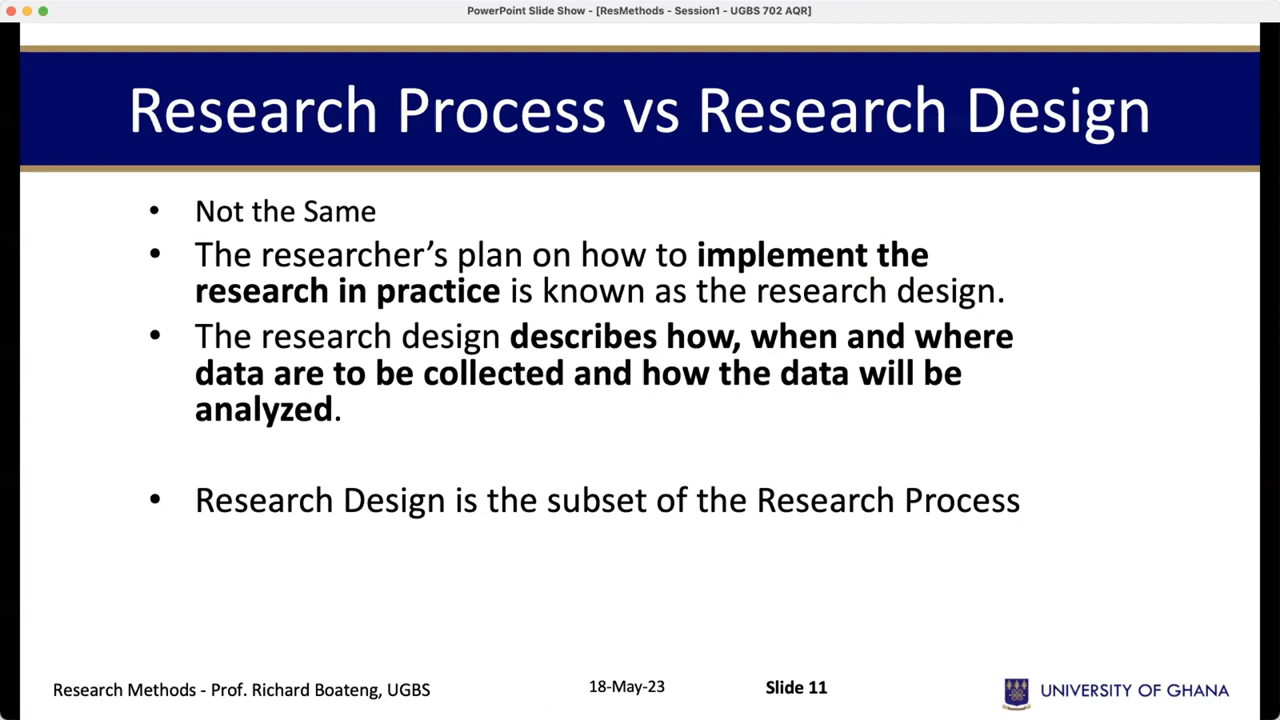 PowerPoint Slide Show - [ResMethods - Session1 - UGBS 702 AQR]
Research Process vs Research Design
• Not the Same
• The researcher’s plan on how to implement the
research in practice is known as the research design.
• The research design describes how, when and where
data are to be collected and how the data will be
analyzed.
• Research Design is the subset of the Research Process
Research Methods - Prof. Richard Boateng, UGBS
18-May-23
Slide 11
UNIVERSITY OF GHANA